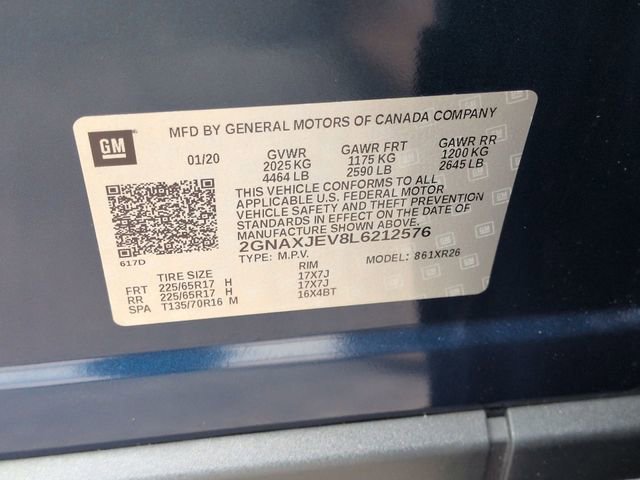 GM
MFD BY GENERAL MOTORS OF CANADA COMPANY
01/20 GVWR GAWR FRT GAWR RR
2025 KG 1175 KG 1200 KG
4464 LB 2590 LB 2645 LB
THIS VEHICLE CONFORMS TO ALL
APPLICABLE U.S. FEDERAL MOTOR
VEHICLE SAFETY AND THEFT PREVENTION
STANDARDS IN EFFECT ON THE DATE OF
MANUFACTURE SHOWN ABOVE.
2GNAXJEV8L6212576
617D
TYPE: M.P.V. MODEL: 861XR26
TIRE SIZE RIM
FRT 225/65R17 H 17X7J
RR 225/65R17 H 17X7J
SPA T135/70R16 M 16X4BT